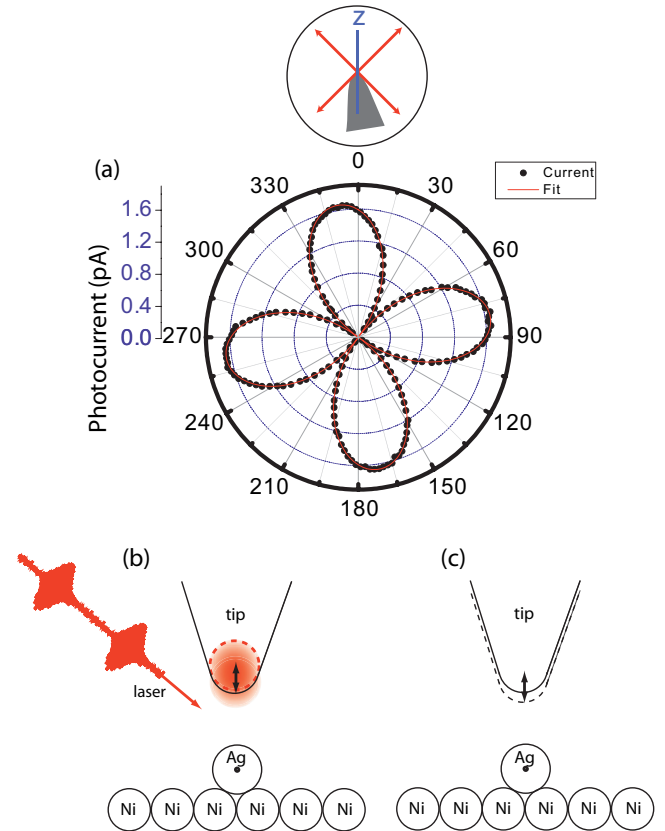 Z
(a)
0
30
60
90
120
150
180
210
240
270
300
330
Current
Fit
1.6
1.2
0.8
0.4
0.0
Photocurrent (pA)
(b)
tip
laser
Ag
Ni Ni Ni Ni Ni Ni
(c)
tip
Ag
Ni Ni Ni Ni Ni Ni